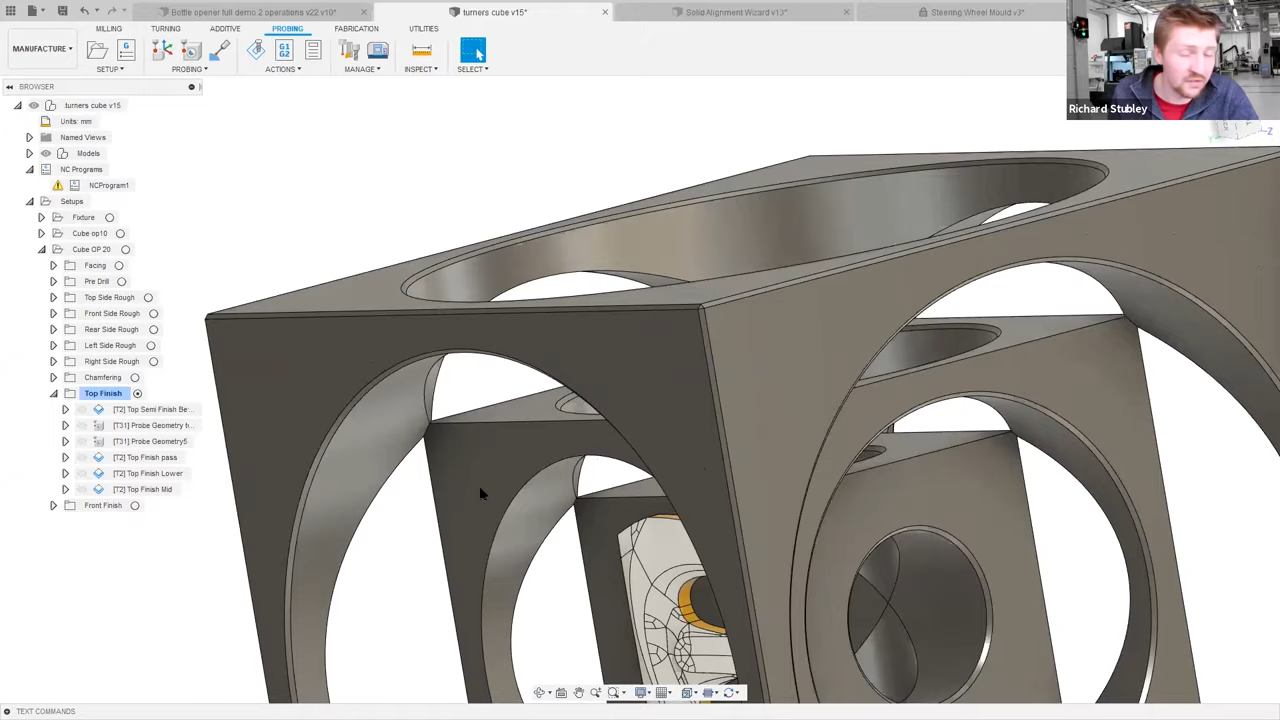 Bottle opener full demo 2 operations v22 v10*
turners cube v15*
Solid Alignment Wizard v13*
Steering Wheel Mould v3*
MILLING
TURNING
ADDITIVE
PROBING
FABRICATION
UTILITIES
MANUFACTURE
G1
G2
SETUP
PROBING
ACTIONS
MANAGE
INSPECT
SELECT
BROWSER
Richard Stubley
turners cube v15
Units: mm
Named Views
Models
NC Programs
NCProgram1
Setups
Fixture
Cube op10
Cube OP 20
Facing
Pre Drill
Top Side Rough
Front Side Rough
Rear Side Rough
Left Side Rough
Right Side Rough
Chamfering
Top Finish
[T2] Top Semi Finish Be...
[T31] Probe Geometry t...
[T31] Probe Geometry5
[T2] Top Finish pass
[T2] Top Finish Lower
[T2] Top Finish Mid
Front Finish
TEXT COMMANDS
Z